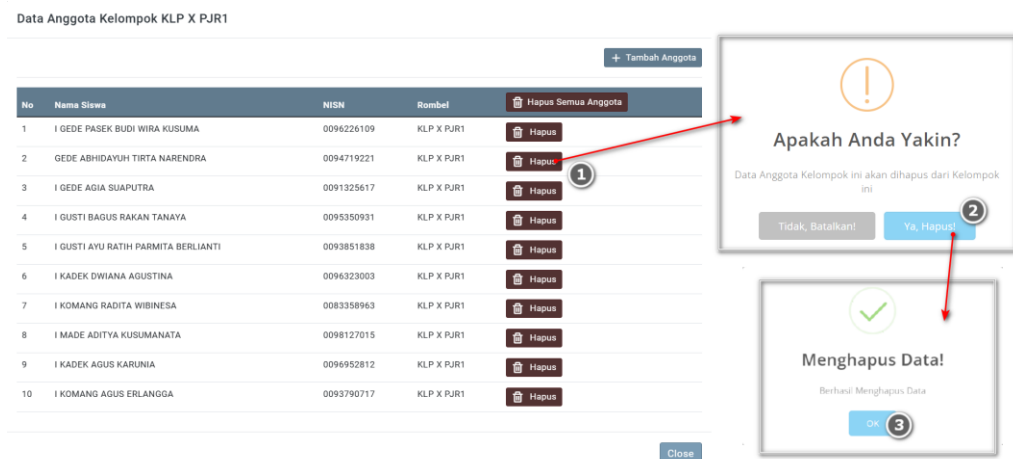 Data Anggota Kelompok KLP X PJR1
+ Tambah Anggota
No Nama Siswa NISN Rombel Hapus Semua Anggota
1 I GEDE PASEK BUDI WIRA KUSUMA 0096226109 KLP X PJR1 Hapus
2 GEDE ABHIDAYUH TIRTA NARENDRA 0094719221 KLP X PJR1 Hapus
3 I GEDE AGIA SUAPUTRA 0091325617 KLP X PJR1 Hapus
4 I GUSTI BAGUS RAKAN TANAYA 0095350931 KLP X PJR1 Hapus
5 I GUSTI AYU RATIH PARMITA BERLIANTI 0093851838 KLP X PJR1 Hapus
6 I KADEK DWIANA AGUSTINA 0096323003 KLP X PJR1 Hapus
7 I KOMANG RADITA WIBINESA 0083358963 KLP X PJR1 Hapus
8 I MADE ADITYA KUSUMANATA 0098127015 KLP X PJR1 Hapus
9 I KADEK AGUS KARUNIA 0096952812 KLP X PJR1 Hapus
10 I KOMANG AGUS ERLANGGA 0093790717 KLP X PJR1 Hapus
Close
1
Apakah Anda Yakin?
Data Anggota Kelompok ini akan dihapus dari Kelompok
ini
Tidak, Batalkan! Ya, Hapus!
2
Menghapus Data!
Berhasil Menghapus Data
OK
3